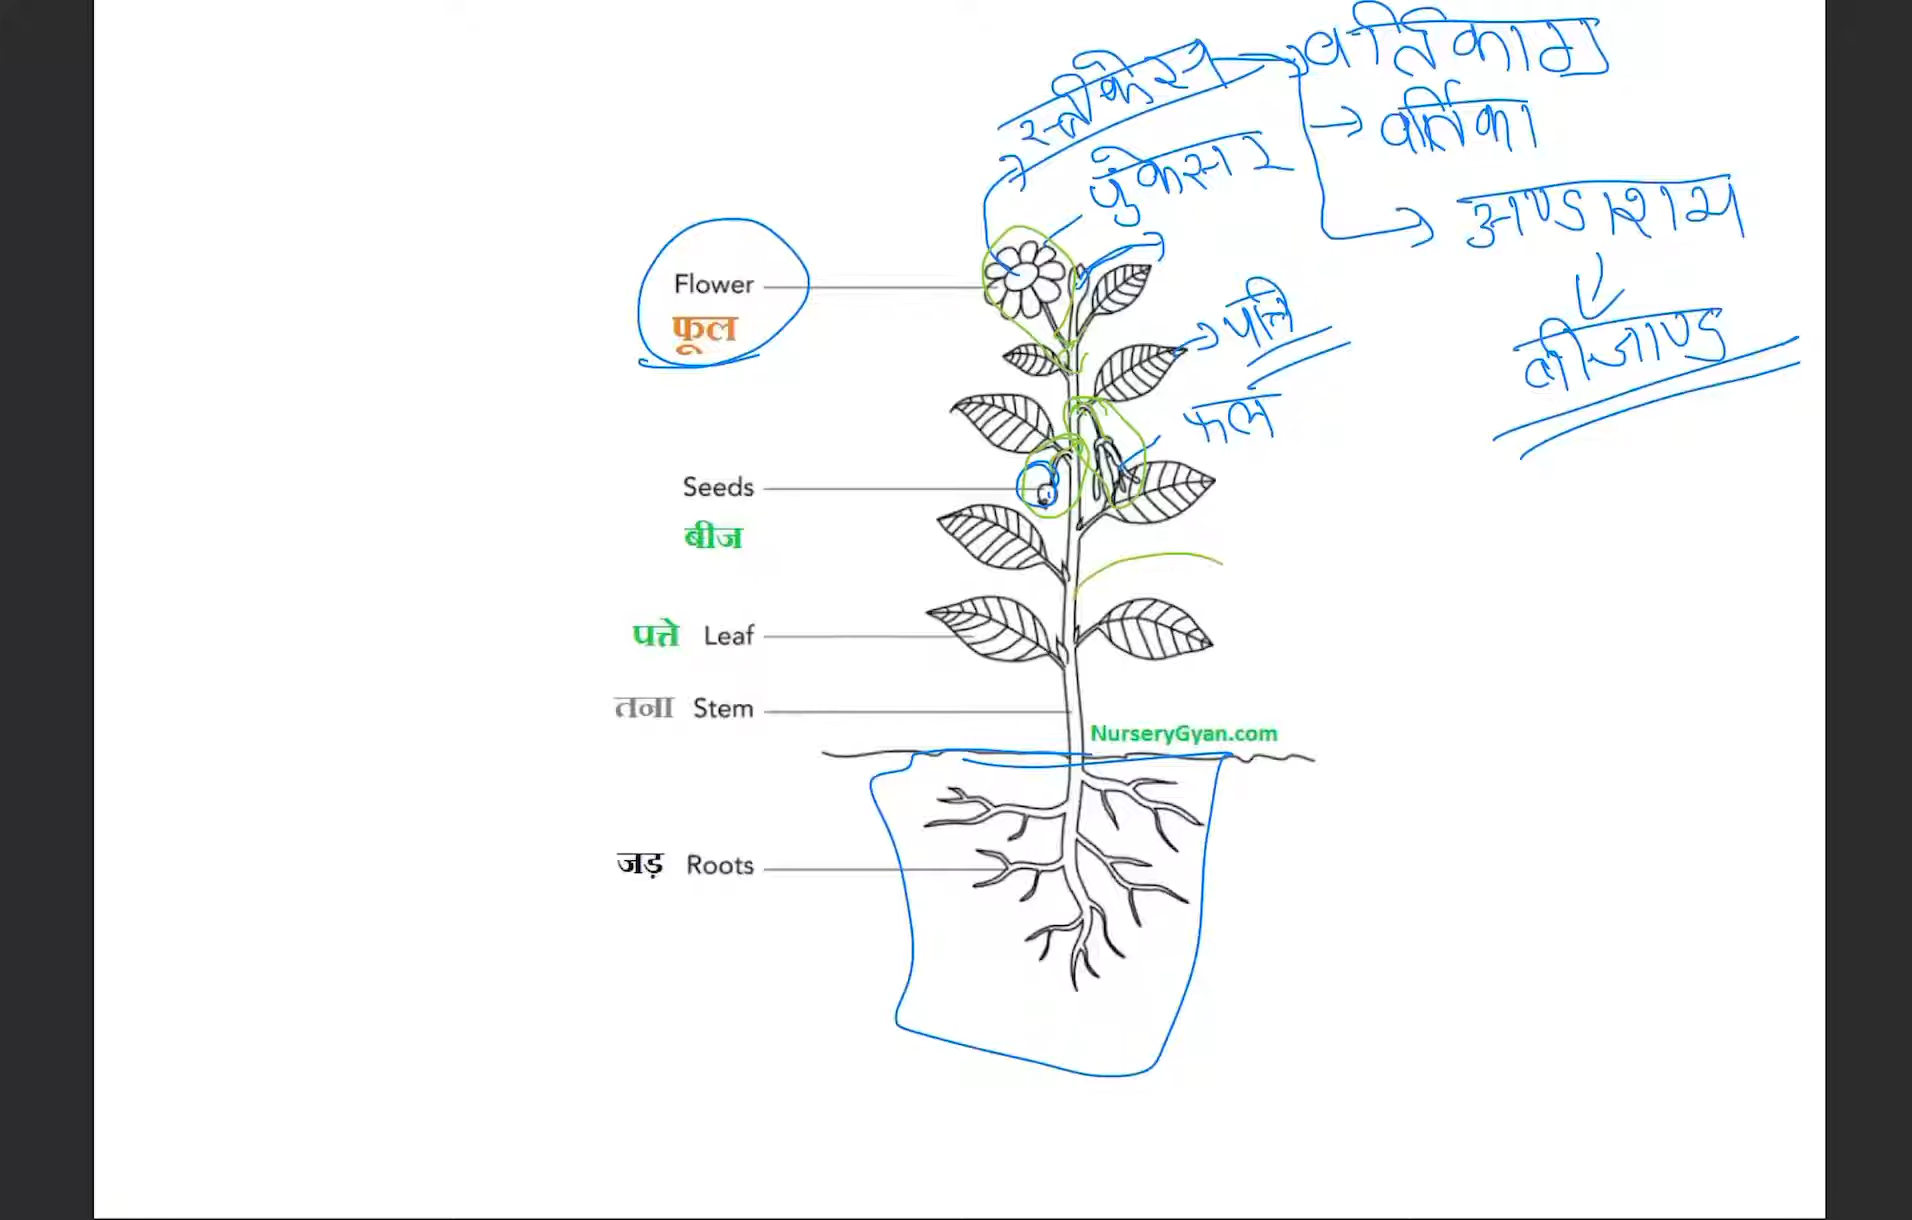 स्त्रीकेसर
वर्तिकाग्र
वर्तिका
पुंकेसर
अण्डाशय
Flower
फूल
पत्ति
बीजाण्ड
फल
Seeds
बीज
पत्ते Leaf
तना Stem
NurseryGyan.com
जड़ Roots